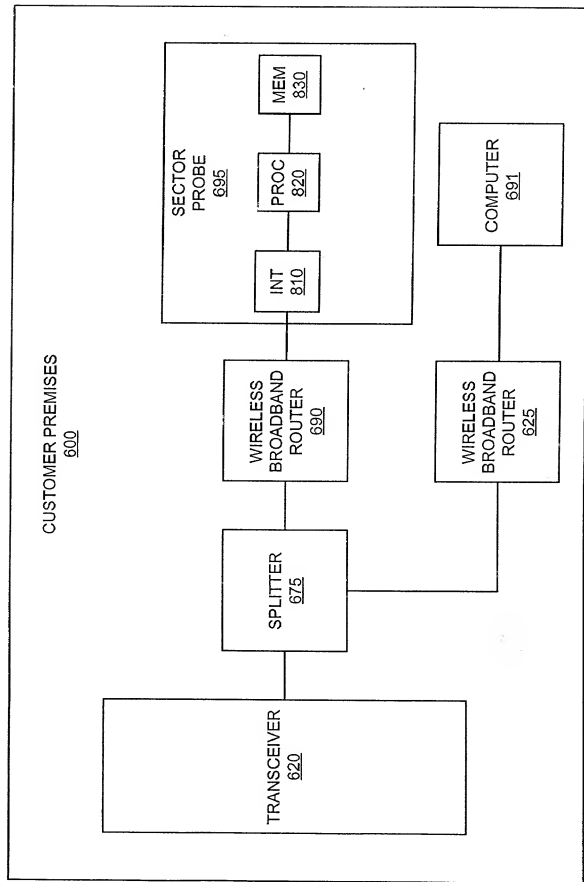 CUSTOMER PREMISES
600
TRANSCEIVER
620
SPLITTER
675
WIRELESS
BROADBAND
ROUTER
690
SECTOR
PROBE
695
INT
810
PROC
820
MEM
830
WIRELESS
BROADBAND
ROUTER
625
COMPUTER
691